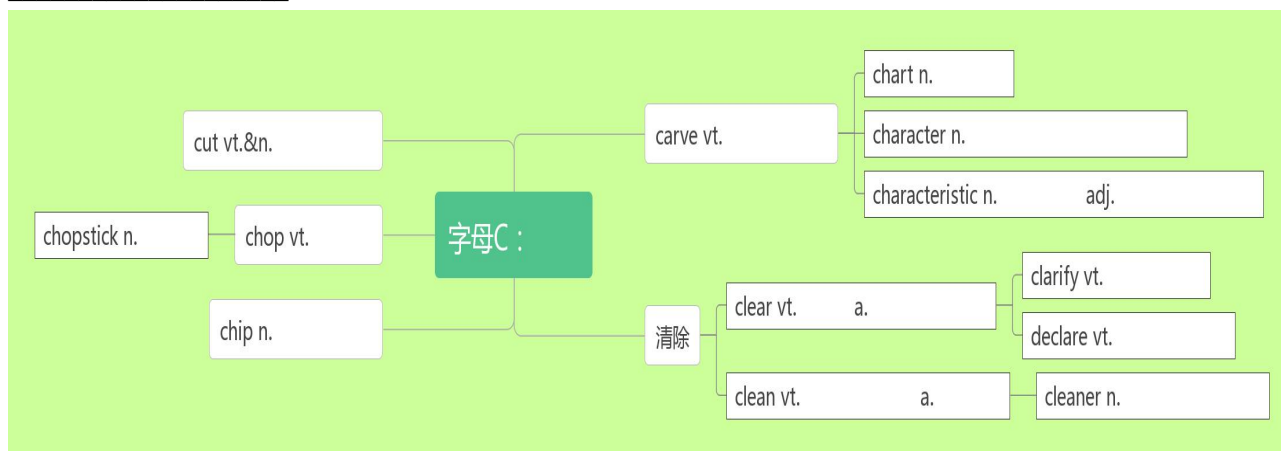 cut vt.&n.
chopstick n.
chop vt.
chip n.
字母C：
carve vt.
chart n.
character n.
characteristic n. adj.
清除
clear vt. a.
clarify vt.
declare vt.
clean vt. a.
cleaner n.